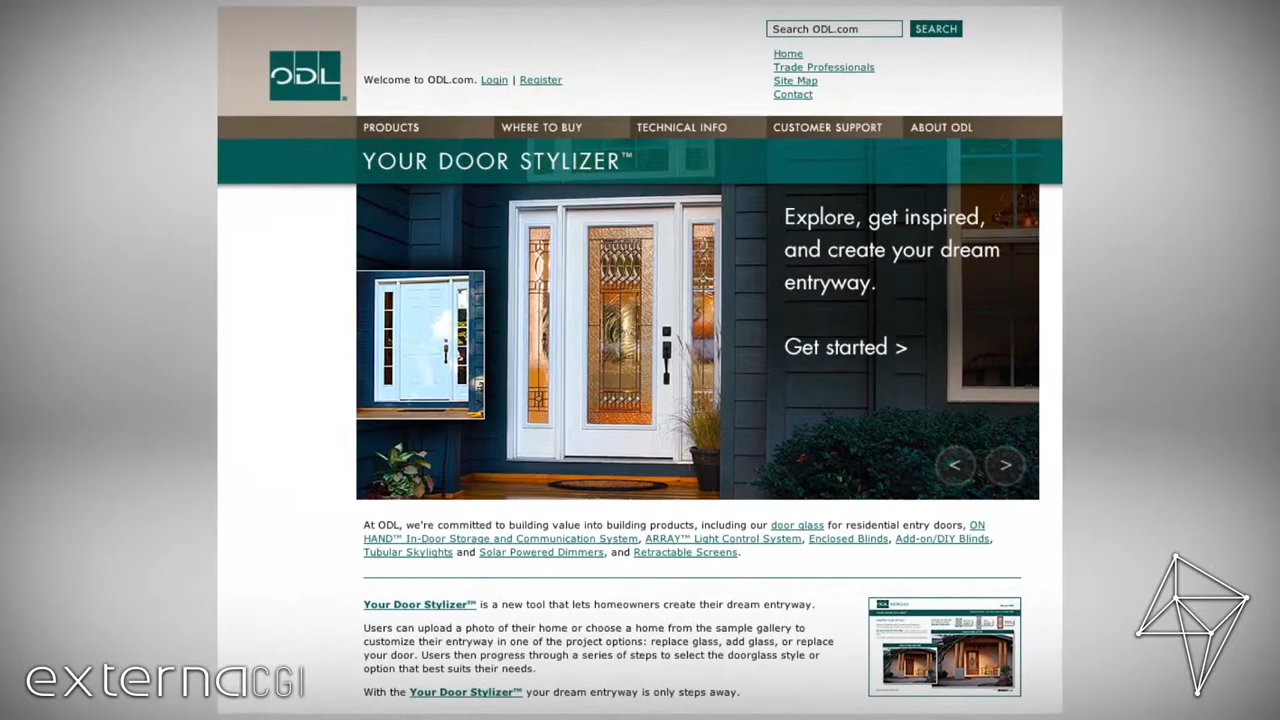 Search ODL.com
SEARCH
Home
Trade Professionals
Site Map
Contact
ODL
Welcome to ODL.com. Login | Register
PRODUCTS
WHERE TO BUY
TECHNICAL INFO
CUSTOMER SUPPORT
ABOUT ODL
YOUR DOOR STYLIZER™
Explore, get inspired,
and create your dream
entryway.
Get started >
< >
At ODL, we're committed to building value into building products, including our door glass for residential entry doors, ON
HAND™ In-Door Storage and Communication System, ARRAY™ Light Control System, Enclosed Blinds, Add-on/DIY Blinds,
Tubular Skylights and Solar Powered Dimmers, and Retractable Screens.
Your Door Stylizer™ is a new tool that lets homeowners create their dream entryway.
Users can upload a photo of their home or choose a home from the sample gallery to
customize their entryway in one of the project options: replace glass, add glass, or replace
your door. Users then progress through a series of steps to select the doorglass style or
option that best suits their needs.
With the Your Door Stylizer™ your dream entryway is only steps away.
externaCGI